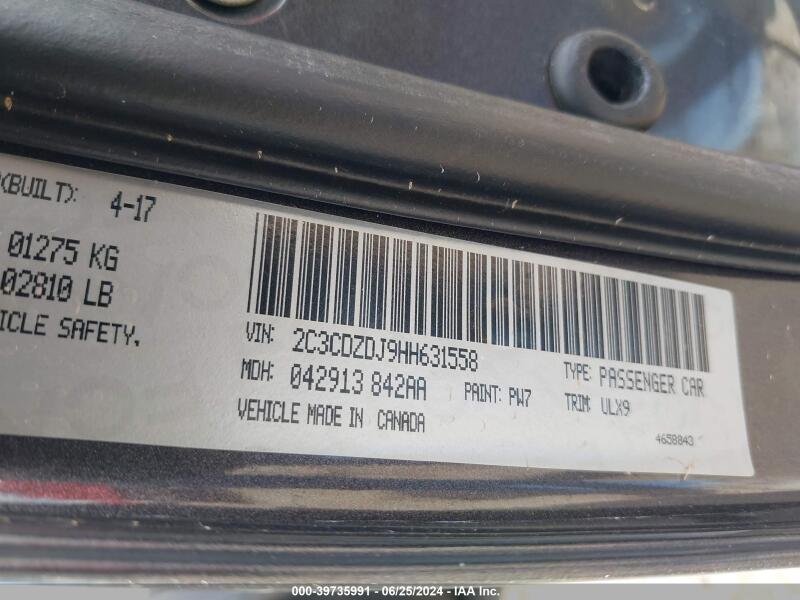 (BUILT): 4-17
01275 KG
02810 LB
ICLE SAFETY.
VIN: 2C3CDZDJ9HH631558
TYPE: PASSENGER CAR
MDH: 042913 842AA PAINT: PW7
TRIM: ULX9
VEHICLE MADE IN CANADA
4658843
000-39735991 - 06/25/2024 - IAA Inc.